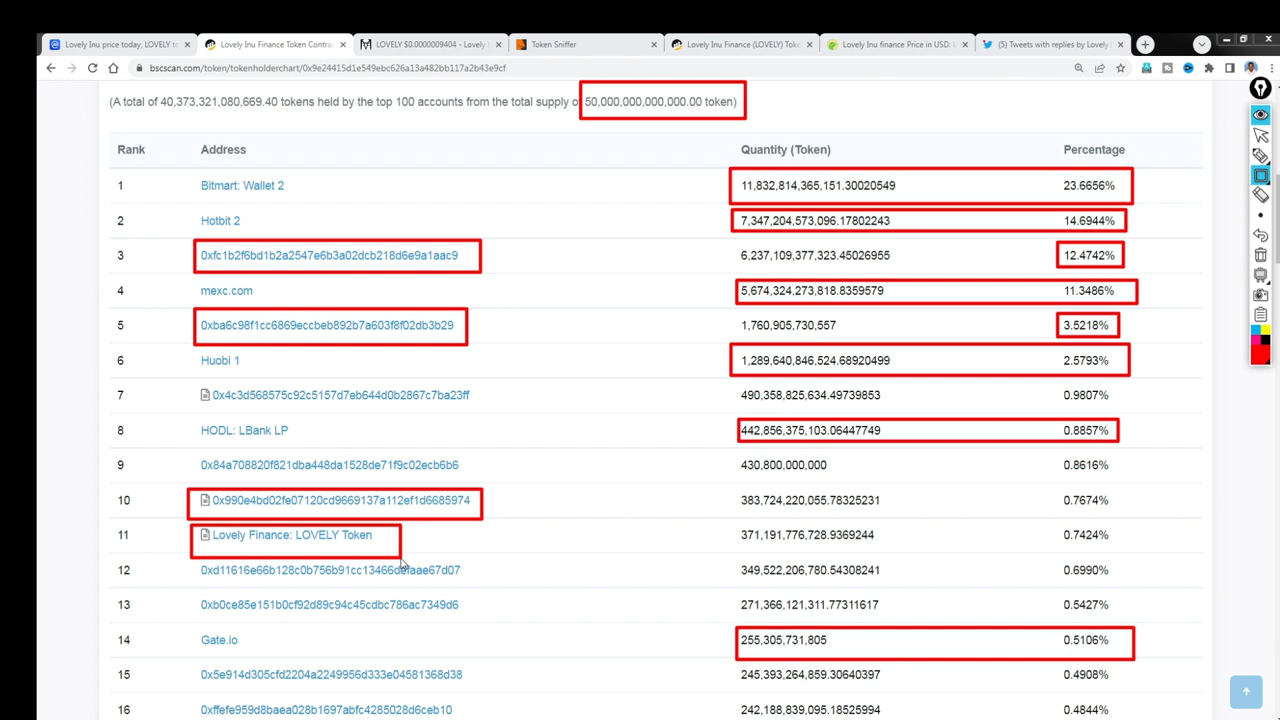 Lovely Inu price today, LOVELY to
Lovely Inu Finance Token Contrac
LOVELY $0.0000009404 - Lovely
Token Sniffer
Lovely Inu Finance (LOVELY) Tok
Lovely Inu finance Price in USD:
(5) Tweets with replies by Lovely
bscscan.com/token/tokenholderchart/0x9e24415d1e549ebc626a13a482bb117a2b43e9cf
(A total of 40,373,321,080,669.40 tokens held by the top 100 accounts from the total supply o 50,000,000,000,000.00 token)
Rank Address Quantity (Token) Percentage
1 Bitmart: Wallet 2 11,832,814,365,151.30020549 23.6656%
2 Hotbit 2 7,347,204,573,096.17802243 14.6944%
3 0xfc1b2f6bd1b2a2547e6b3a02dcb218d6e9a1aac9 6,237,109,377,323.45026955 12.4742%
4 mexc.com 5,674,324,273,818.8359579 11.3486%
5 0xba6c98f1cc6869eccbeb892b7a603f8f02db3b29 1,760,905,730,557 3.5218%
6 Huobi 1 1,289,640,846,524.68920499 2.5793%
7 0x4c3d568575c92c5157d7eb644d0b2867c7ba23ff 490,358,825,634.49739853 0.9807%
8 HODL: LBank LP 442,856,375,103.06447749 0.8857%
9 0x84a708820f821dba448da1528de71f9c02ecb6b6 430,800,000,000 0.8616%
10 0x990e4bd02fe07120cd9669137a112ef1d6685974 383,724,220,055.78325231 0.7674%
11 Lovely Finance: LOVELY Token 371,191,776,728.9369244 0.7424%
12 0xd11616e66b128c0b756b91cc13466defaae67d07 349,522,206,780.54308241 0.6990%
13 0xb0ce85e151b0cf92d89c94c45cdbc786ac7349d6 271,366,121,311.77311617 0.5427%
14 Gate.io 255,305,731,805 0.5106%
15 0x5e914d305cfd2204a2249956d333e04581368d38 245,393,264,859.30640397 0.4908%
16 0xffefe959d8baea028b1697abfc4285028d6ceb10 242,188,839,095.18525994 0.4844%